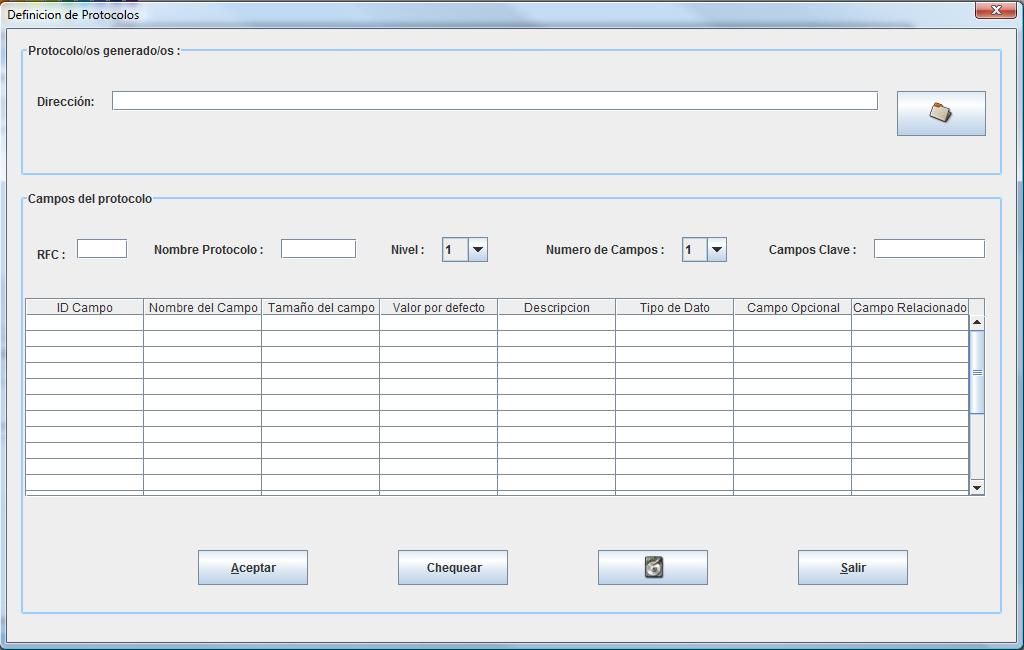 Definicion de Protocolos
Protocolo/os generado/os :
Dirección:
Campos del protocolo
RFC : Nombre Protocolo : Nivel : 1 Numero de Campos : 1 Campos Clave :
ID Campo Nombre del Campo Tamaño del campo Valor por defecto Descripcion Tipo de Dato Campo Opcional Campo Relacionado
Aceptar Chequear Salir